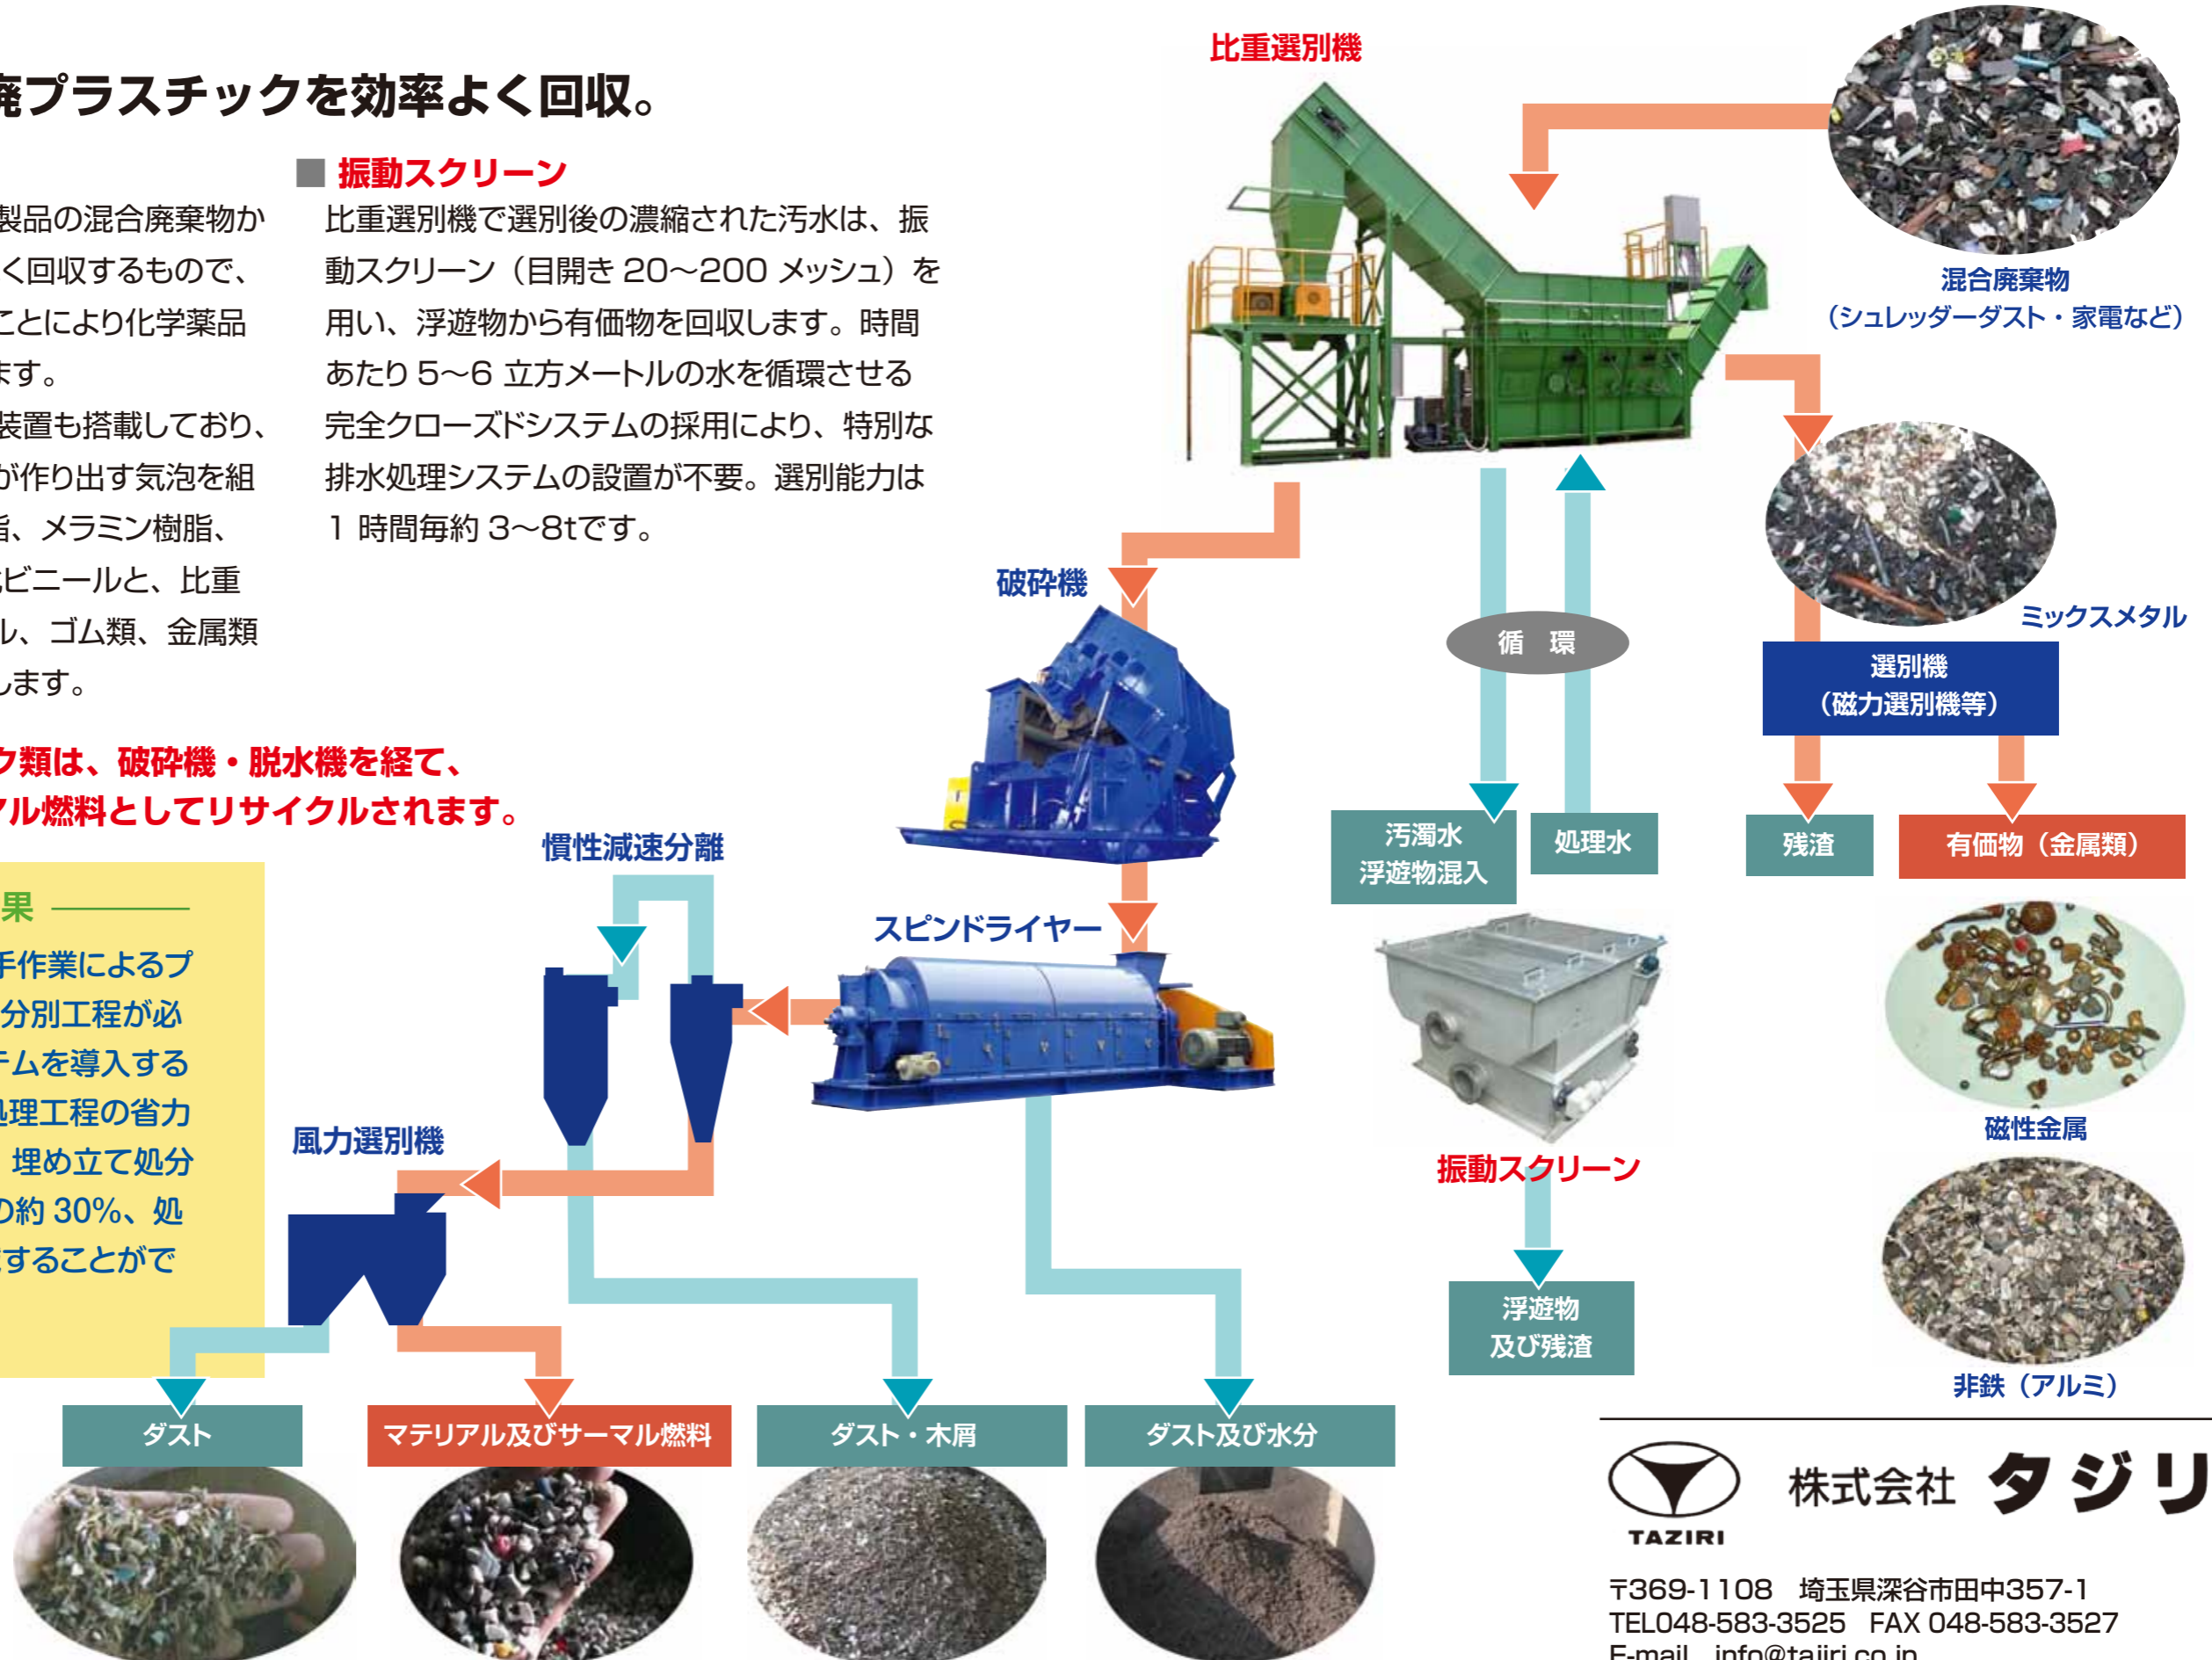 廃プラスチックを効率よく回収。
製品の混合廃棄物か
く回収するもので、
ことにより化学薬品
ます。
装置も搭載しており、
が作り出す気泡を組
脂、メラミン樹脂、
ビニールと、比重
ル、ゴム類、金属類
します。
■ 振動スクリーン
比重選別機で選別後の濃縮された汚水は、振
動スクリーン（目開き 20〜200 メッシュ）を
用い、浮遊物から有価物を回収します。時間
あたり 5〜6 立方メートルの水を循環させる
完全クローズドシステムの採用により、特別な
排水処理システムの設置が不要。選別能力は
1 時間毎約 3〜8tです。
ク類は、破砕機・脱水機を経て、
マル燃料としてリサイクルされます。
果
手作業によるプ
分別工程が必
テムを導入する
処理工程の省力
埋め立て処分
の約 30%、処
することがで
比重選別機
混合廃棄物
（シュレッダーダスト・家電など）
ミックスメタル
選別機
（磁力選別機等）
循 環
破砕機
汚濁水
浮遊物混入
処理水
残渣
有価物（金属類）
慣性減速分離
スピンドライヤー
磁性金属
風力選別機
振動スクリーン
浮遊物
及び残渣
非鉄（アルミ）
ダスト
マテリアル及びサーマル燃料
ダスト・木屑
ダスト及び水分
TAZIRI
株式会社 タジリ
〒369-1108 埼玉県深谷市田中357-1
TEL048-583-3525 FAX 048-583-3527
E-mail info@tajiri.co.jp